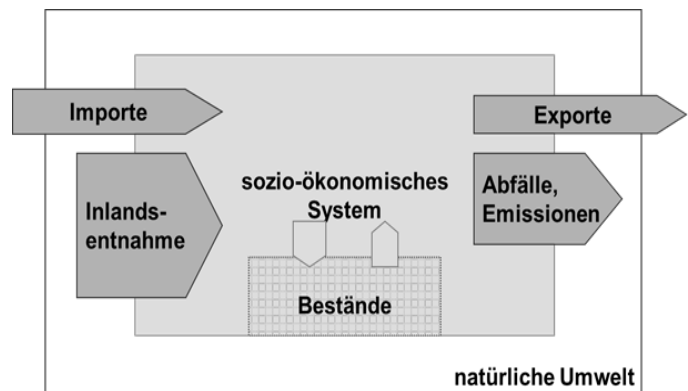 Importe
Exporte
Inlands-
entnahme
sozio-ökonomisches
System
Abfälle,
Emissionen
Bestände
natürliche Umwelt